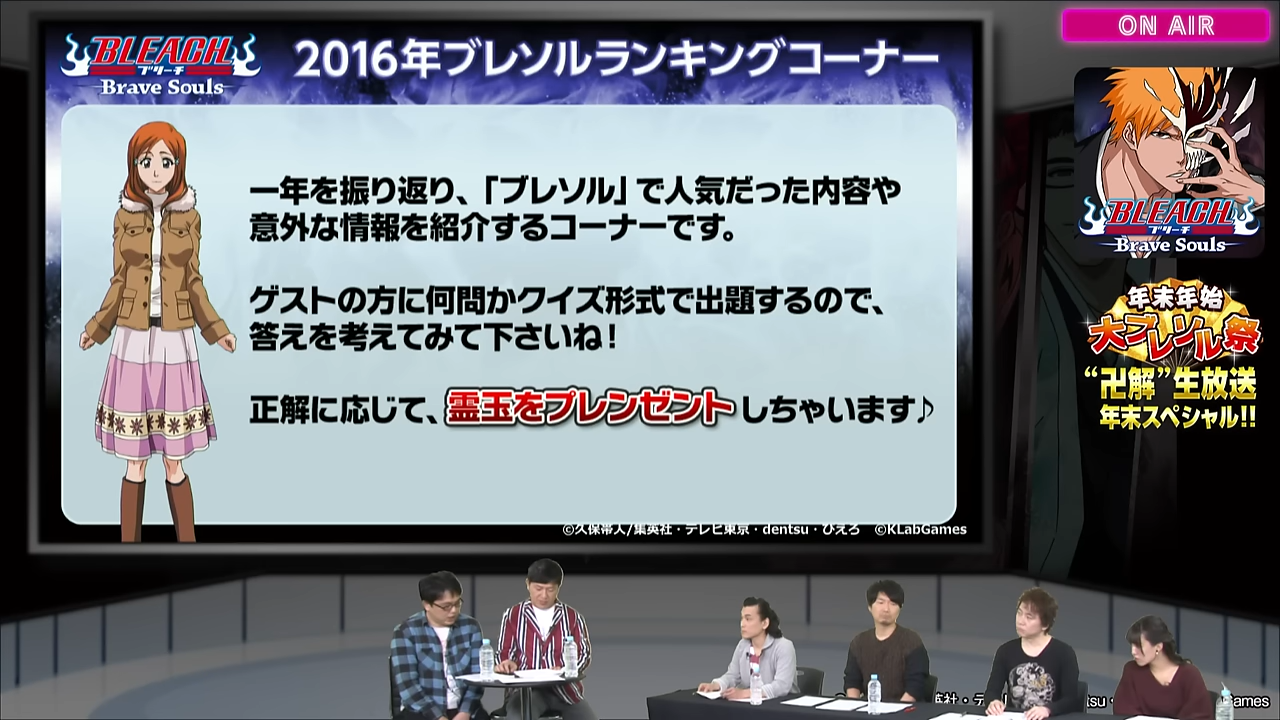 BLEACH
ブリーチ
Brave Souls
2016年ブレソルランキングコーナー
一年を振り返り、「ブレソル」で人気だった内容や
意外な情報を紹介するコーナーです。
ゲストの方に何問かクイズ形式で出題するので、
答えを考えてみて下さいね！
正解に応じて、霊玉をプレンゼントしちゃいます♪
©久保帯人/集英社・テレビ東京・dentsu・ぴえろ ©KLabGames
ON AIR
BLEACH
ブリーチ
Brave Souls
年末年始
大ブレソル祭
“卍解”生放送
年末スペシャル!!
英社・テレ
tsu・
Games